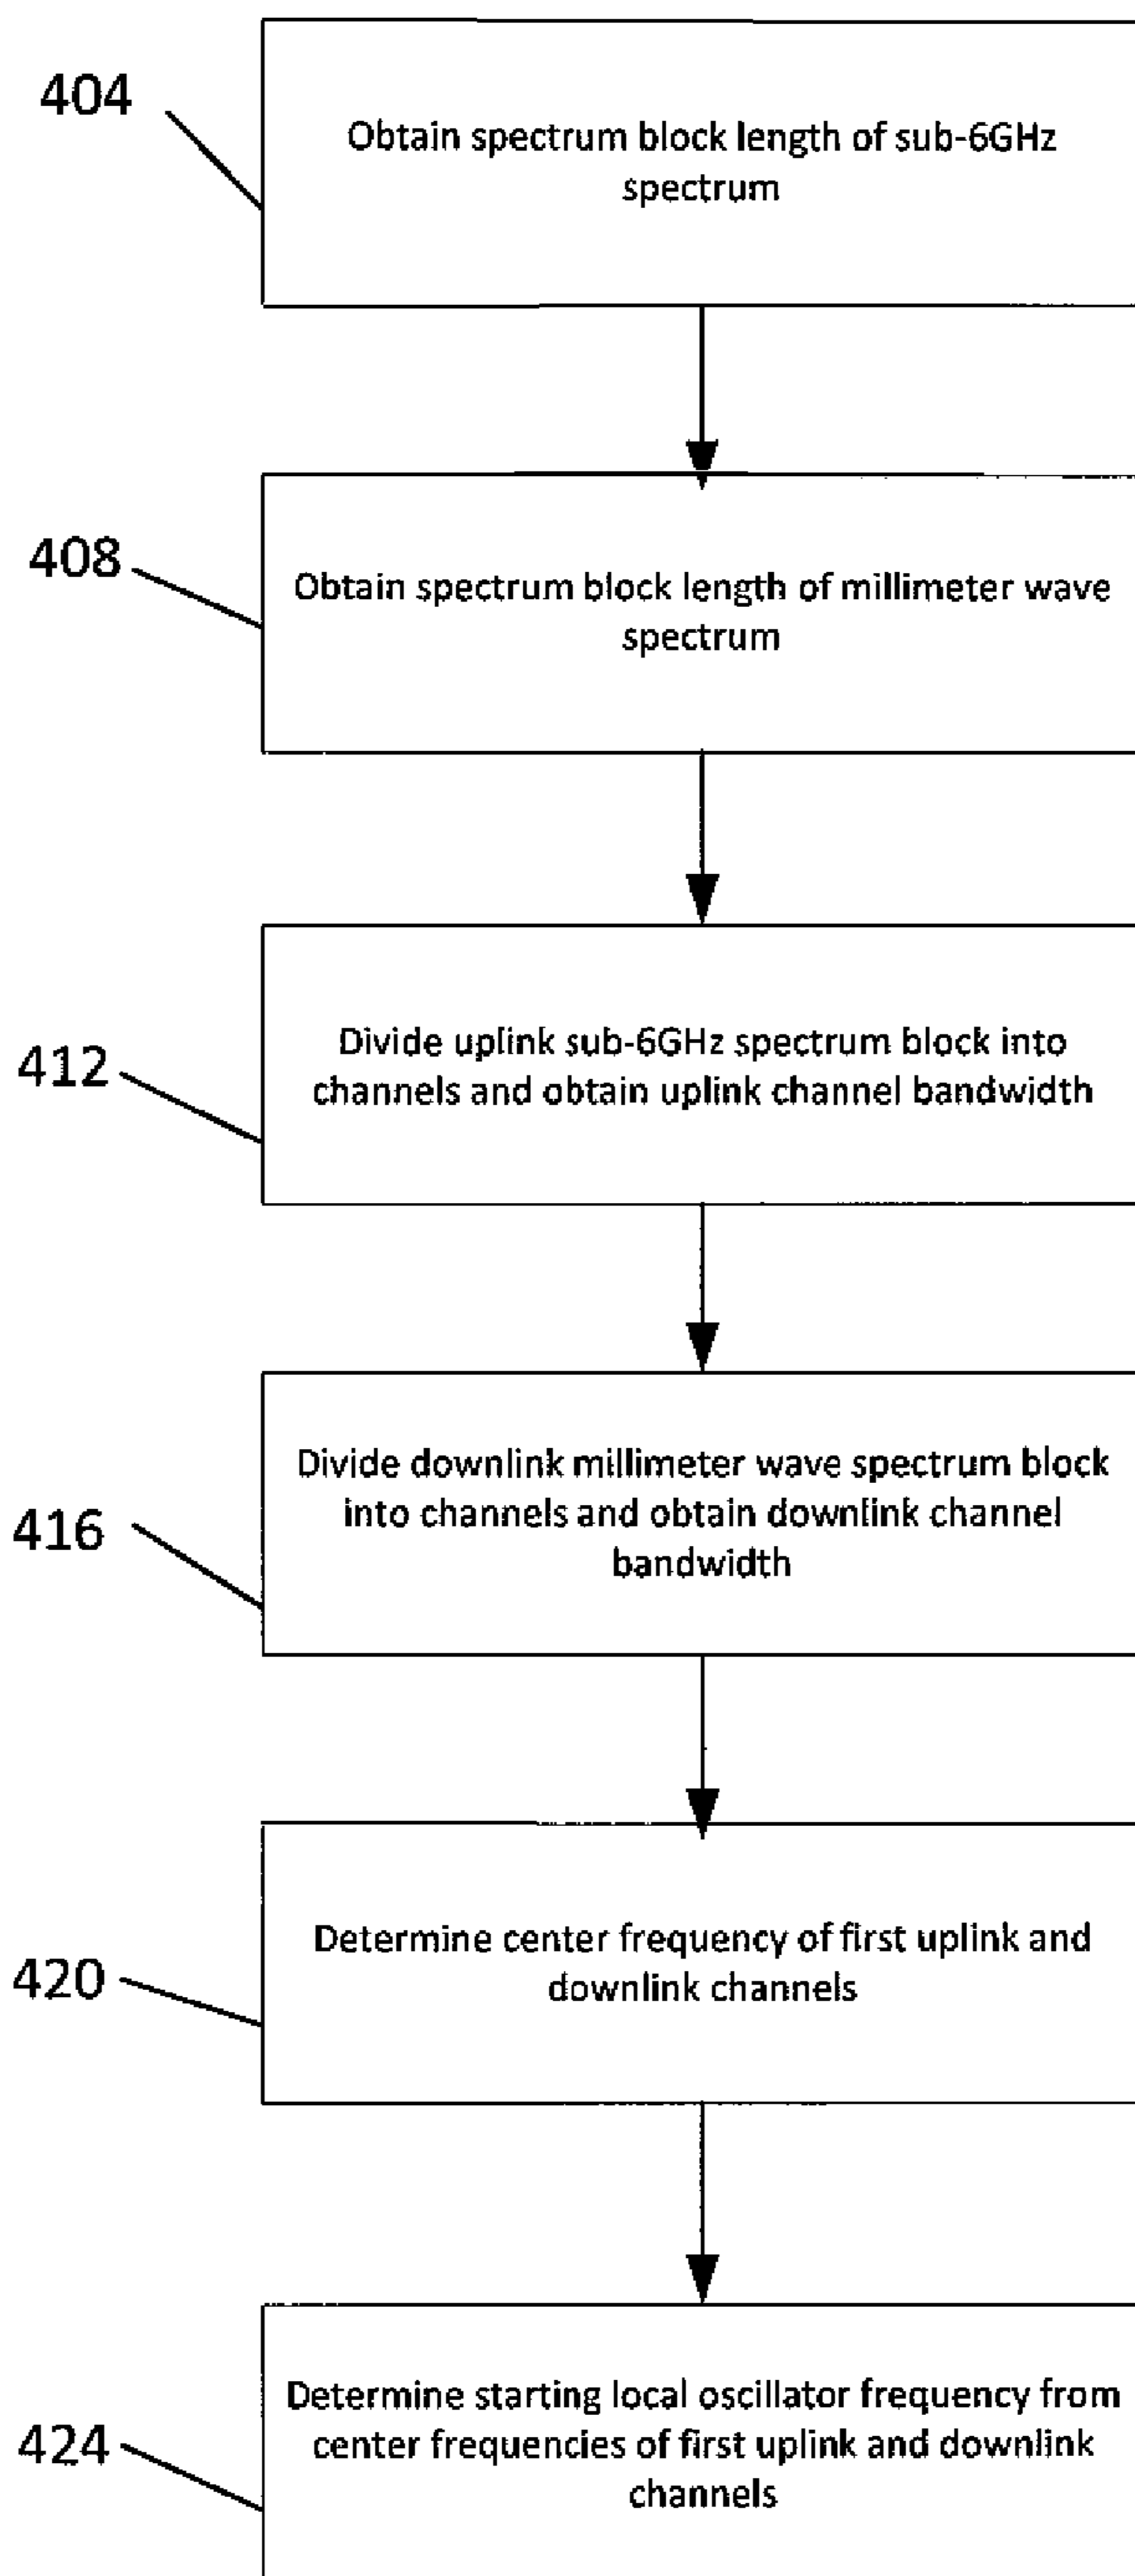 404
Obtain spectrum block length of sub-6GHz
spectrum
408
Obtain spectrum block length of millimeter wave
spectrum
412
Divide uplink sub-6GHz spectrum block into
channels and obtain uplink channel bandwidth
416
Divide downlink millimeter wave spectrum block
into channels and obtain downlink channel
bandwidth
420
Determine center frequency of first uplink and
downlink channels
424
Determine starting local oscillator frequency from
center frequencies of first uplink and downlink
channels